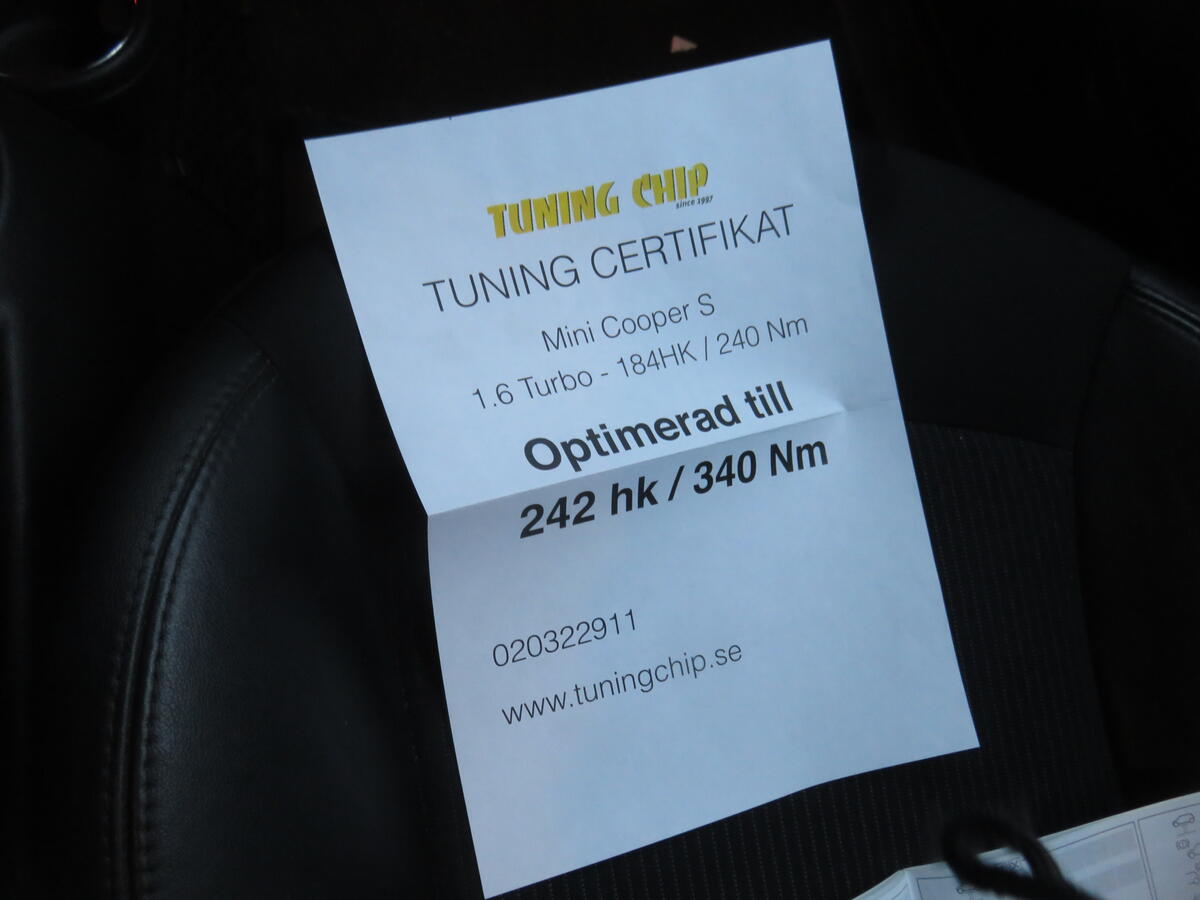 TUNING CHIP
since 1997
TUNING CERTIFIKAT
Mini Cooper S
1.6 Turbo - 184HK / 240 Nm
Optimerad till
242 hk / 340 Nm
020322911
www.tuningchip.se